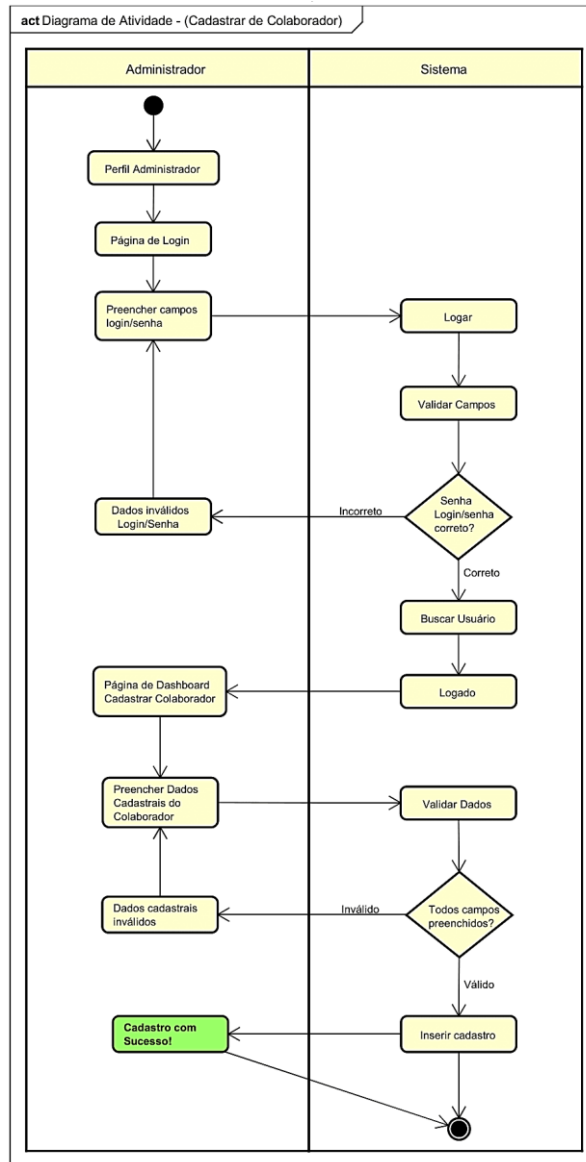 act Diagrama de Atividade - (Cadastrar de Colaborador)
Administrador
Sistema
Perfil Administrador
Página de Login
Preencher campos
login/senha
Logar
Validar Campos
Senha
Login/senha
correto?
Incorreto
Dados inválidos
Login/Senha
Correto
Buscar Usuário
Logado
Página de Dashboard
Cadastrar Colaborador
Preencher Dados
Cadastrais do
Colaborador
Validar Dados
Todos campos
preenchidos?
Inválido
Dados cadastrais
inválidos
Válido
Inserir cadastro
Cadastro com
Sucesso!